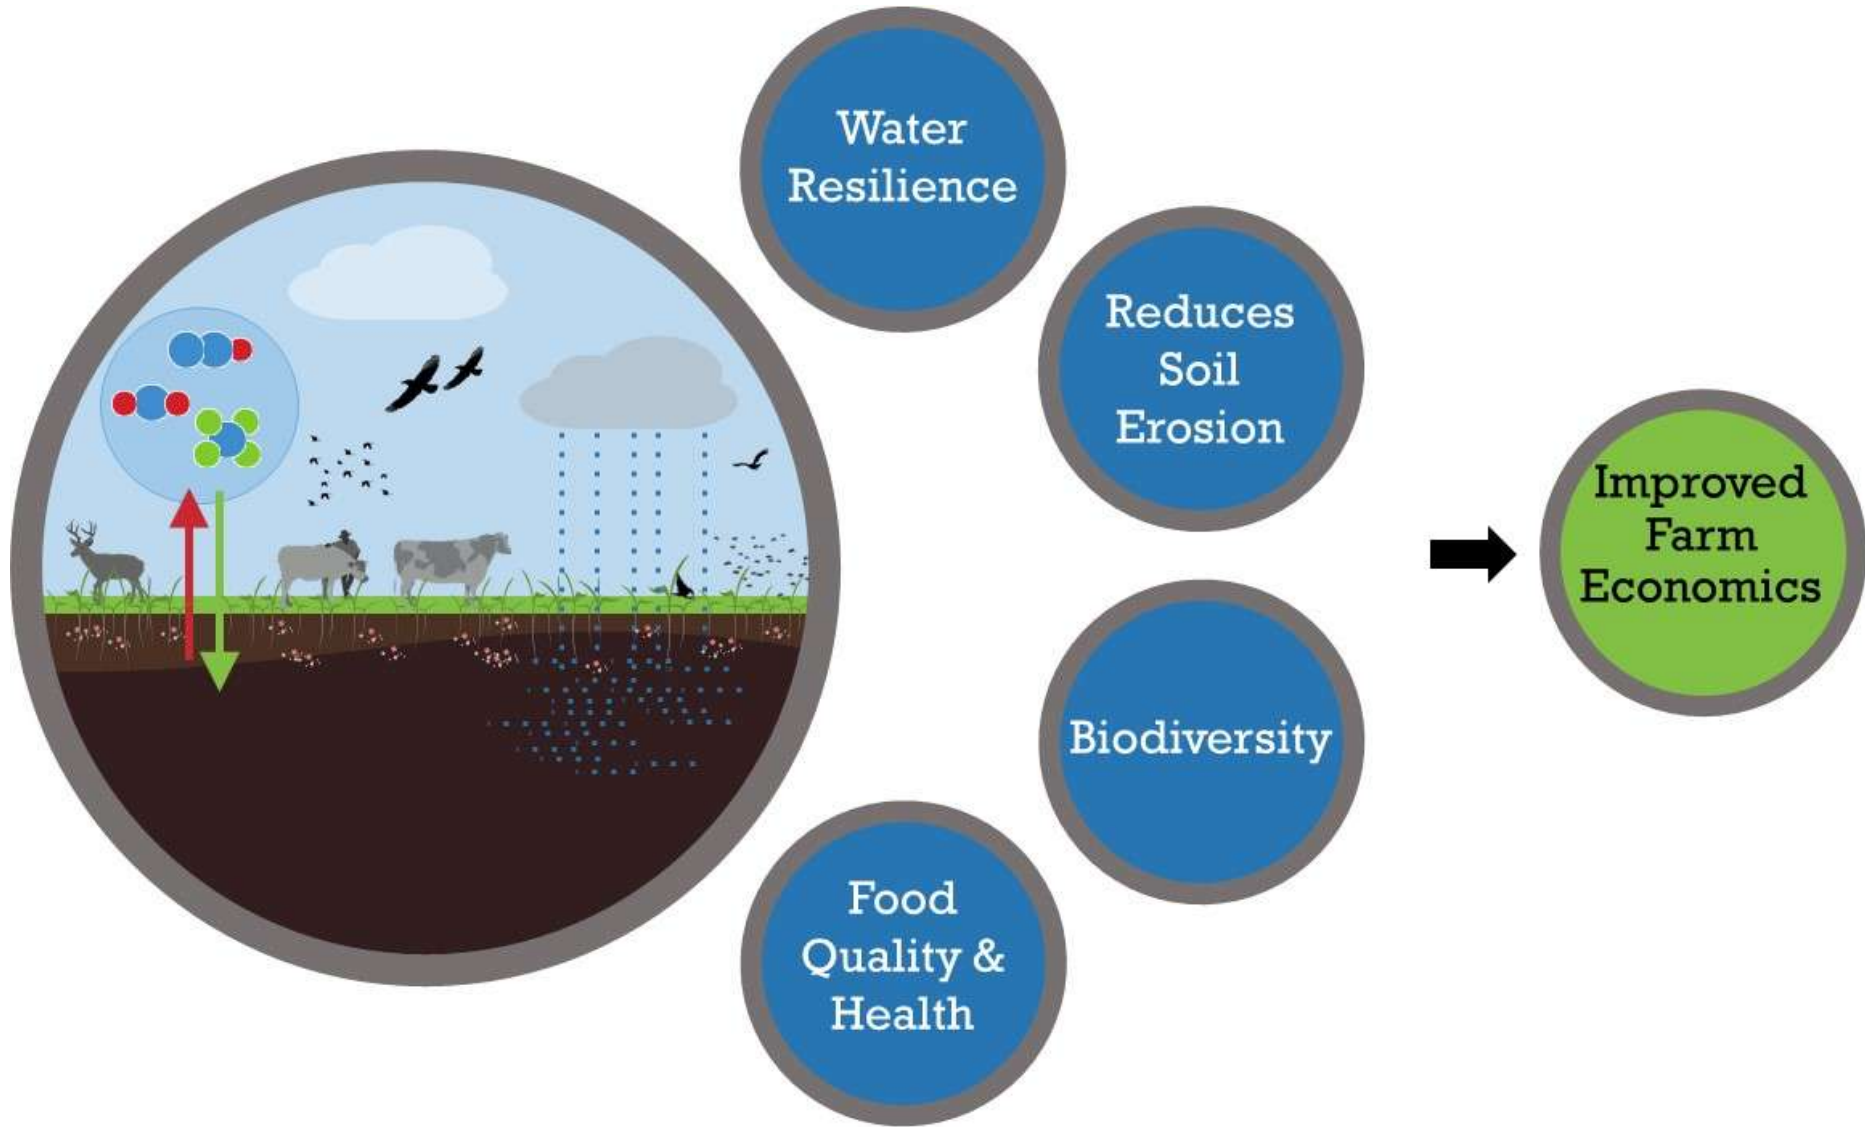 Water
Resilience
Reduces
Soil
Erosion
Improved
Farm
Economics
Biodiversity
Food
Quality &
Health